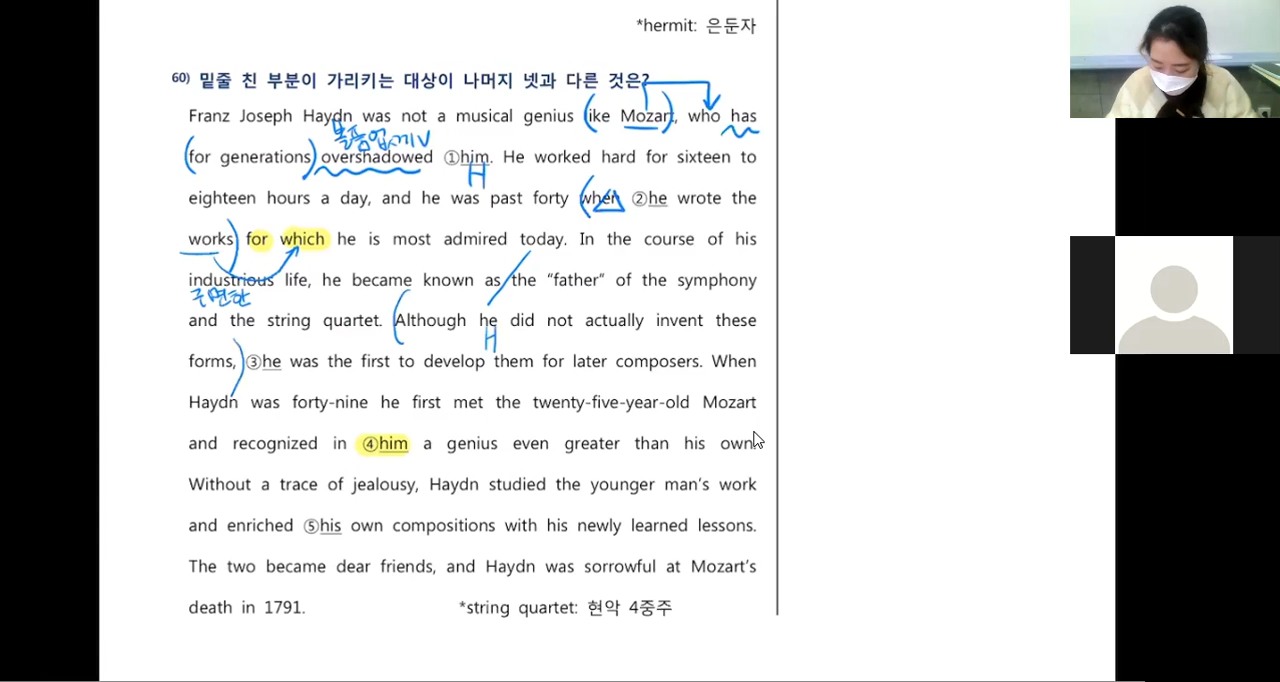 *hermit: 은둔자
60) 밑줄 친 부분이 가리키는 대상이 나머지 넷과 다른 것은?
Franz Joseph Haydn was not a musical genius (like Mozart), who has
(for generations) overshadowed ①him. He worked hard for sixteen to
H
eighteen hours a day, and he was past forty (when ②he wrote the
works) for which he is most admired today. In the course of his
industrious life, he became known as the “father” of the symphony
근면한
and the string quartet. (Although he did not actually invent these
H
forms,) ③he was the first to develop them for later composers. When
Haydn was forty-nine he first met the twenty-five-year-old Mozart
and recognized in ④him a genius even greater than his own.
Without a trace of jealousy, Haydn studied the younger man’s work
and enriched ⑤his own compositions with his newly learned lessons.
The two became dear friends, and Haydn was sorrowful at Mozart’s
death in 1791.
*string quartet: 현악 4중주